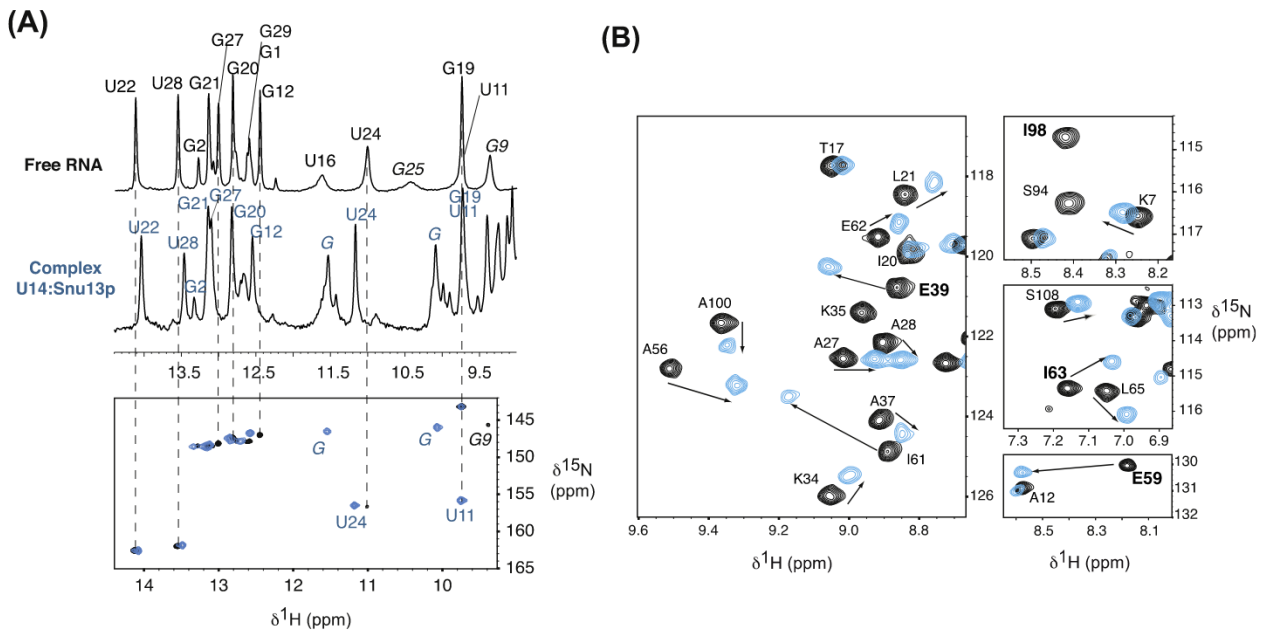 (A)
G27
G29
G1
U22
U28
G21
G20
G12
G19
U11
G2
U24
U16
G25
G9
Free RNA
G21
G27
G20
G19
U11
U22
U28
G12
U24
G
G
G2
Complex
U14:Snu13p
13.5
12.5
11.5
10.5
9.5
145
150
155
160
165
G
G
G9
U24
U11
δ15N
(ppm)
14
13
12
11
10
δ1H (ppm)
(B)
T17
L21
E62
I20
E39
K35
A100
A28
A27
A56
A37
I61
K34
118
120
122
124
126
9.6
9.4
9.2
9.0
8.8
δ1H (ppm)
I98
S94
K7
115
116
117
8.5
8.4
8.3
8.2
S108
I63
L65
113
114
115
116
δ15N
(ppm)
7.3
7.2
7.1
7.0
6.9
E59
A12
130
131
132
8.5
8.4
8.3
8.2
8.1
δ1H (ppm)